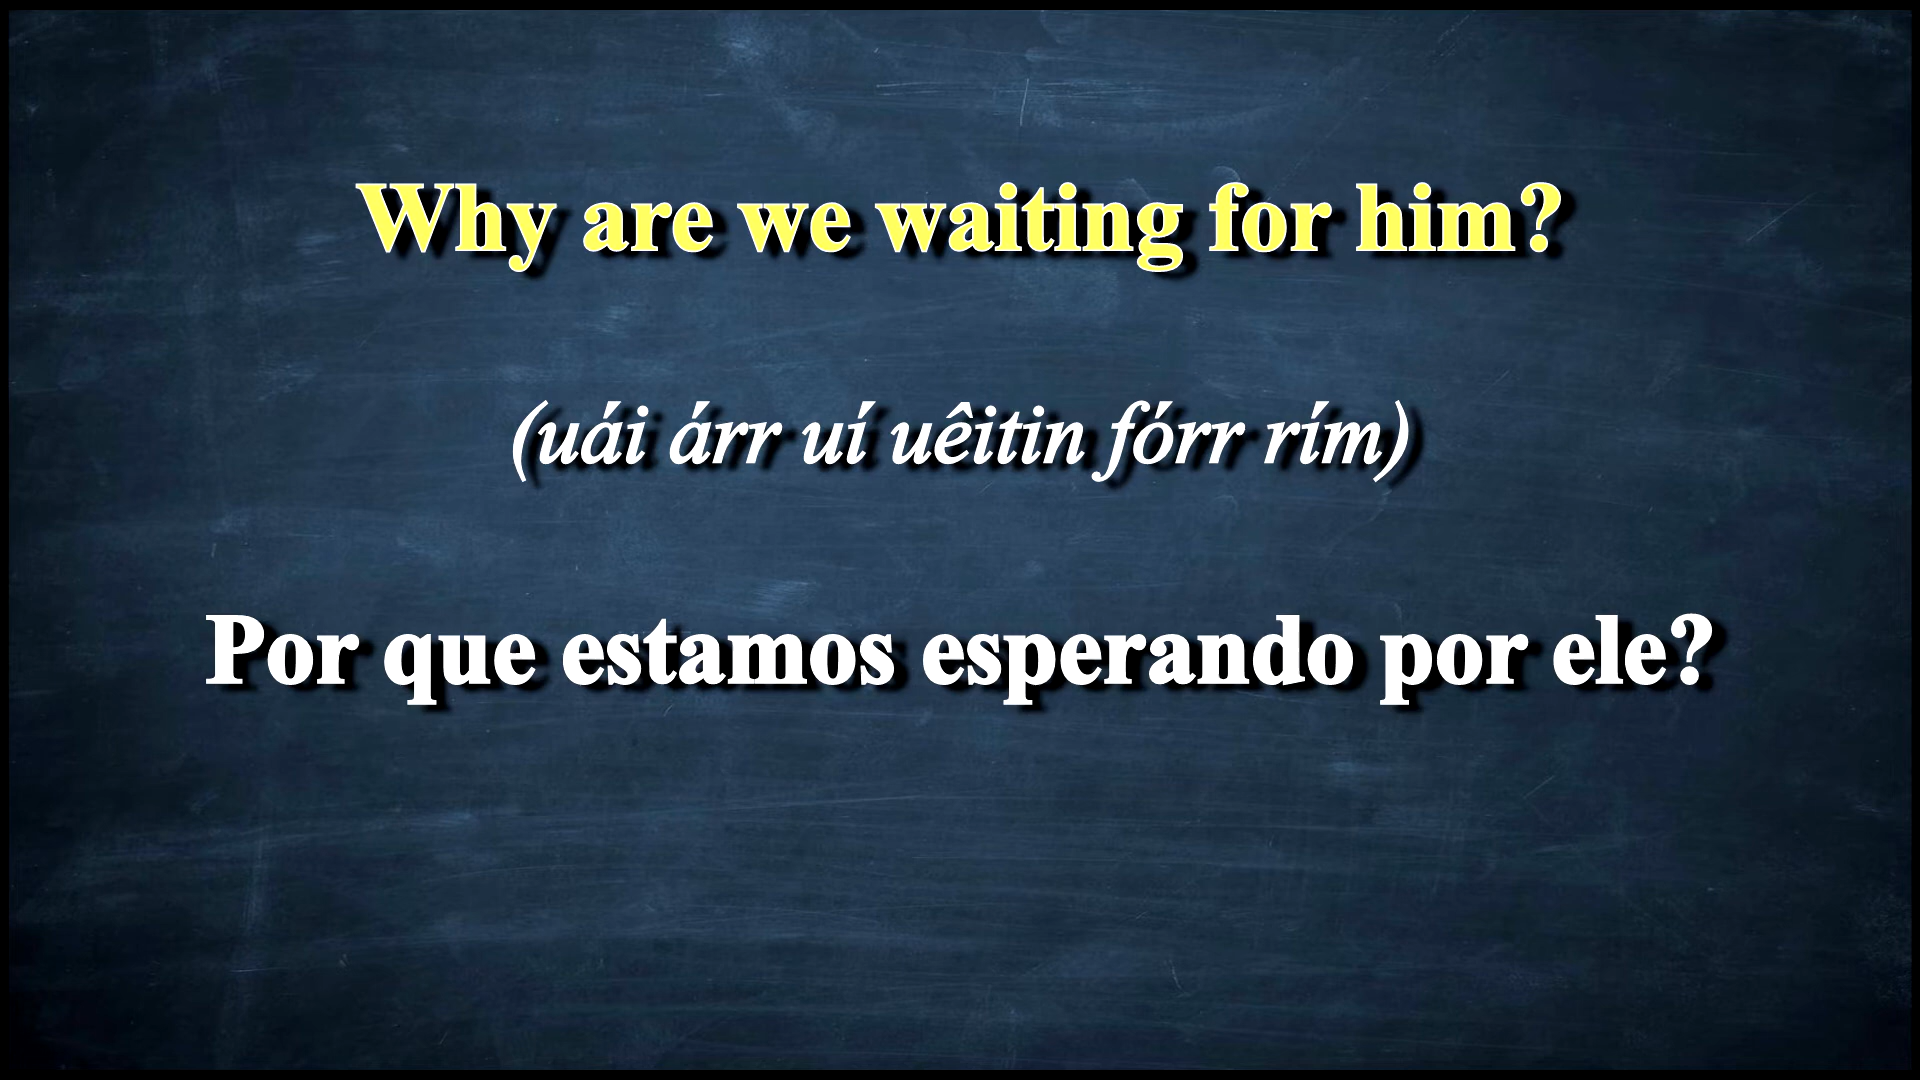 Why are we waiting for him?
(uái árr uí uêitin fórr rím)
Por que estamos esperando por ele?